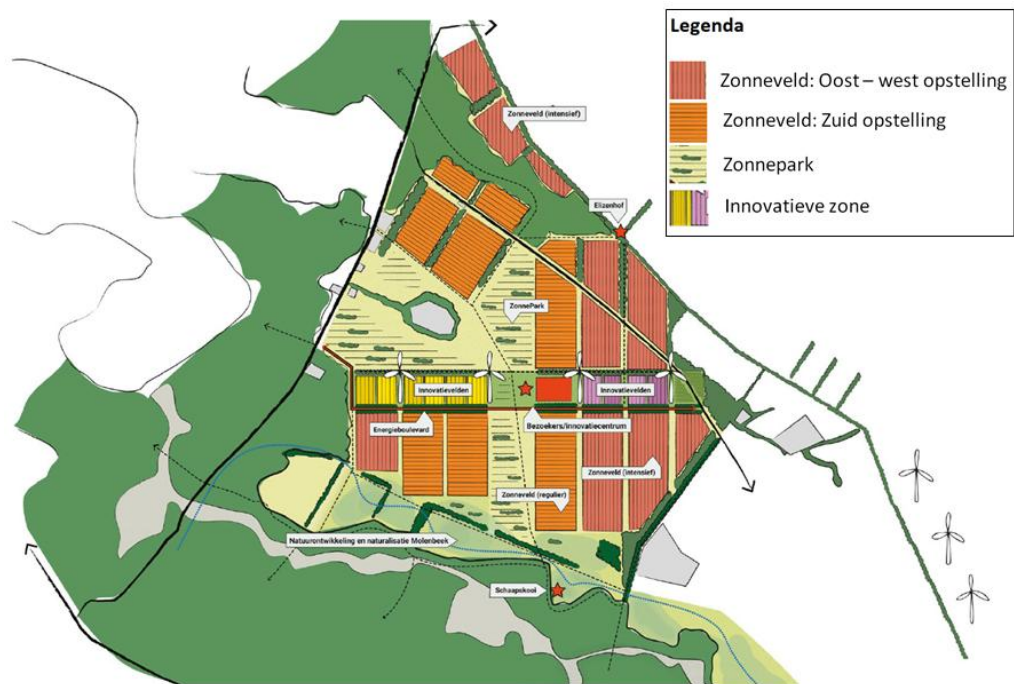 Legenda
Zonneveld: Oost – west opstelling
Zonneveld: Zuid opstelling
Zonnepark
Innovatieve zone
Zonneveld (intensief)
Elizenhof
ZonnePark
Innovatievelden
Innovatievelden
Energieboulevard
Bezoekers/innovatiecentrum
Zonneveld (intensief)
Zonneveld (regulier)
Natuurontwikkeling en naturalisatie Molenbeek
Schaapskooi